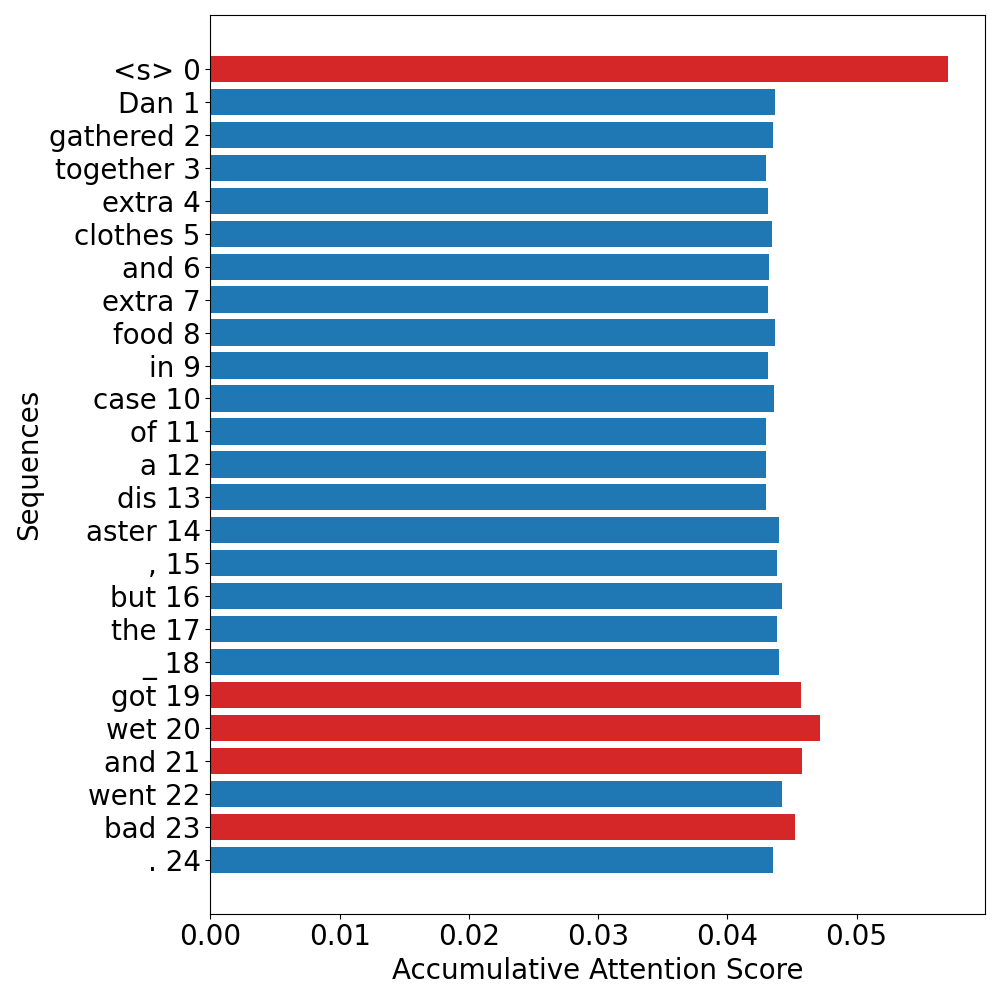 <s> 0
Dan 1
gathered 2
together 3
extra 4
clothes 5
and 6
extra 7
food 8
in 9
case 10
of 11
a 12
dis 13
aster 14
, 15
but 16
the 17
_ 18
got 19
wet 20
and 21
went 22
bad 23
. 24
Sequences
0.00 0.01 0.02 0.03 0.04 0.05
Accumulative Attention Score